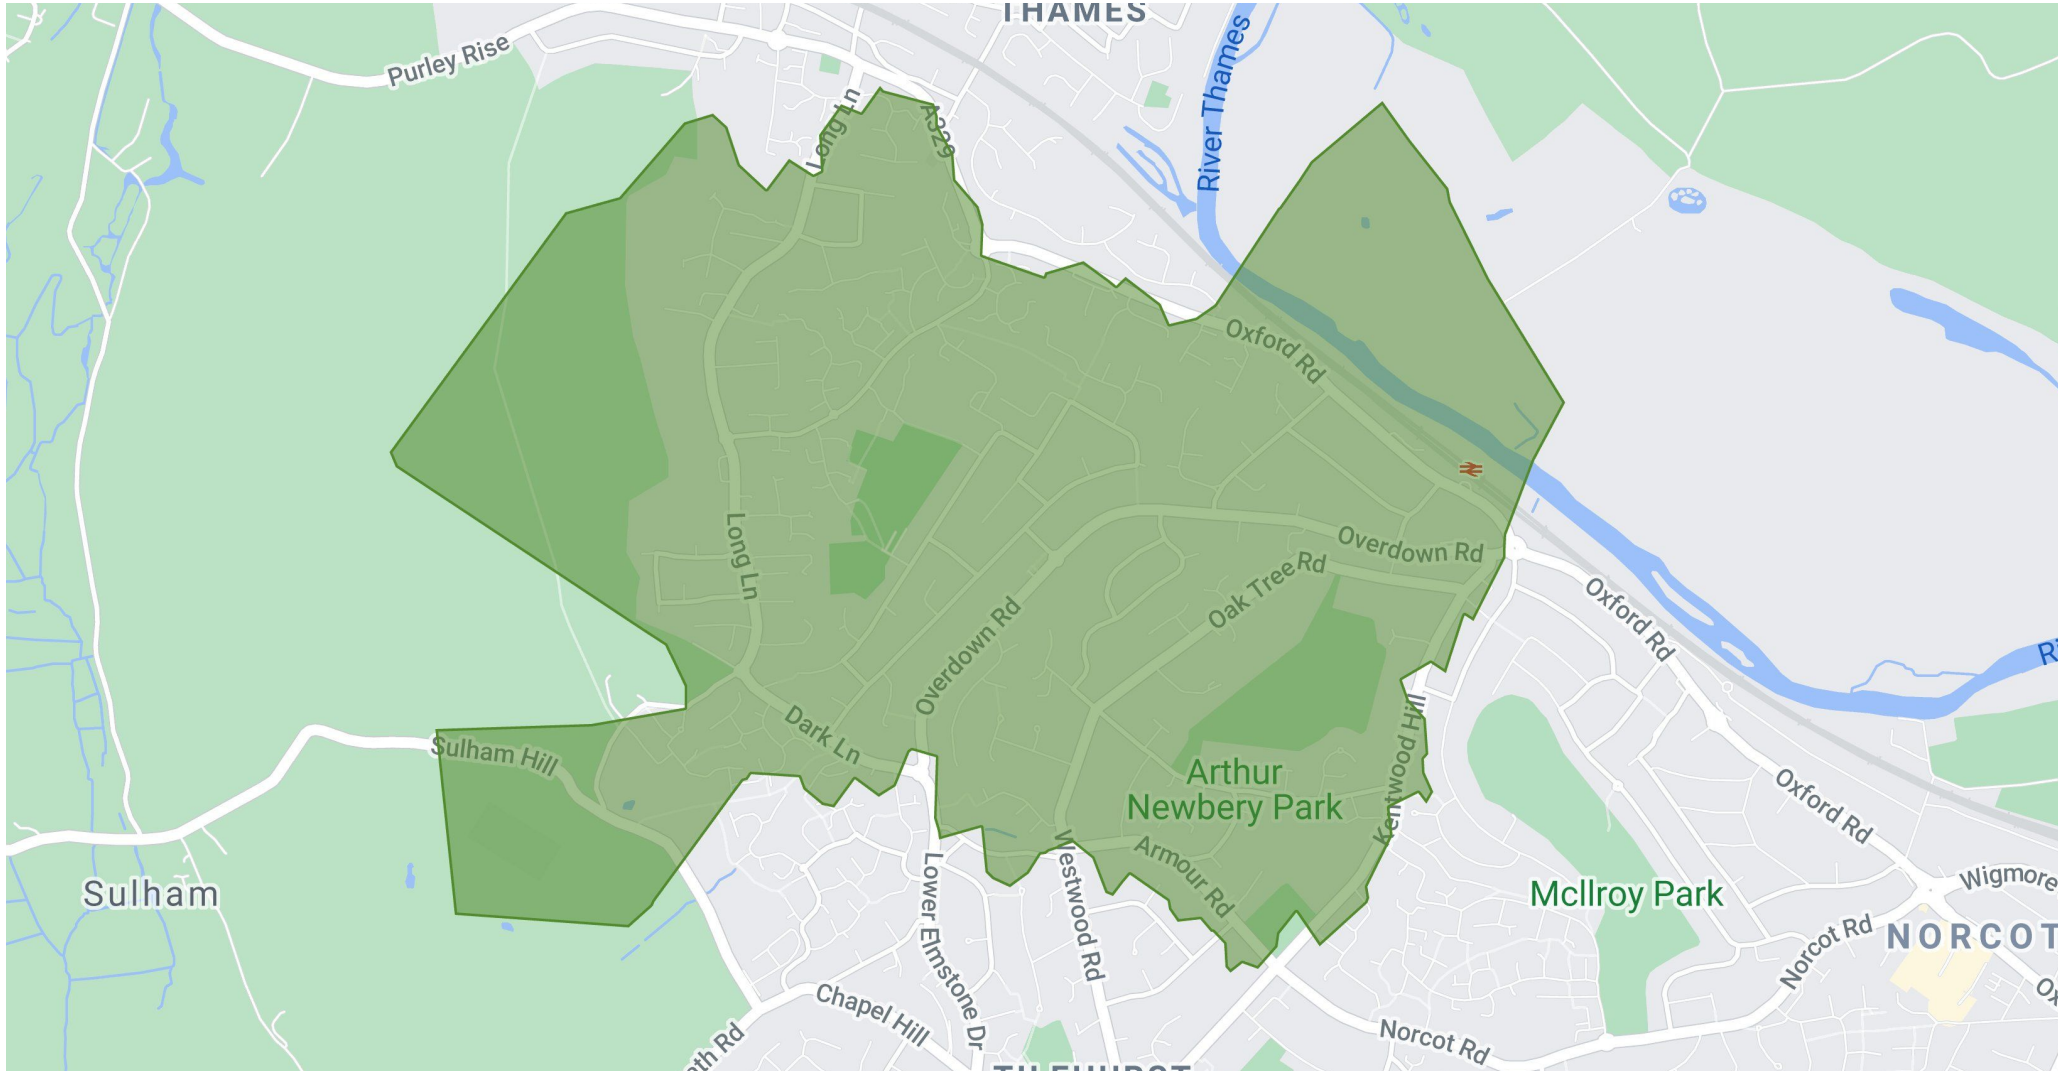 THAMES
Purley Rise
Long Ln
A329
River Thames
Oxford Rd
Long Ln
Overdown Rd
Oak Tree Rd
Overdown Rd
Oxford Rd
Dark Ln
Sulham Hill
Kentwood Hill
Arthur
Newbery Park
Oxford Rd
Armour Rd
Westwood Rd
Lower Elmstone Dr
Sulham
McIlroy Park
Wigmore
Norcot Rd
NORCOT
Chapel Hill
Norcot Rd
TILEHURST